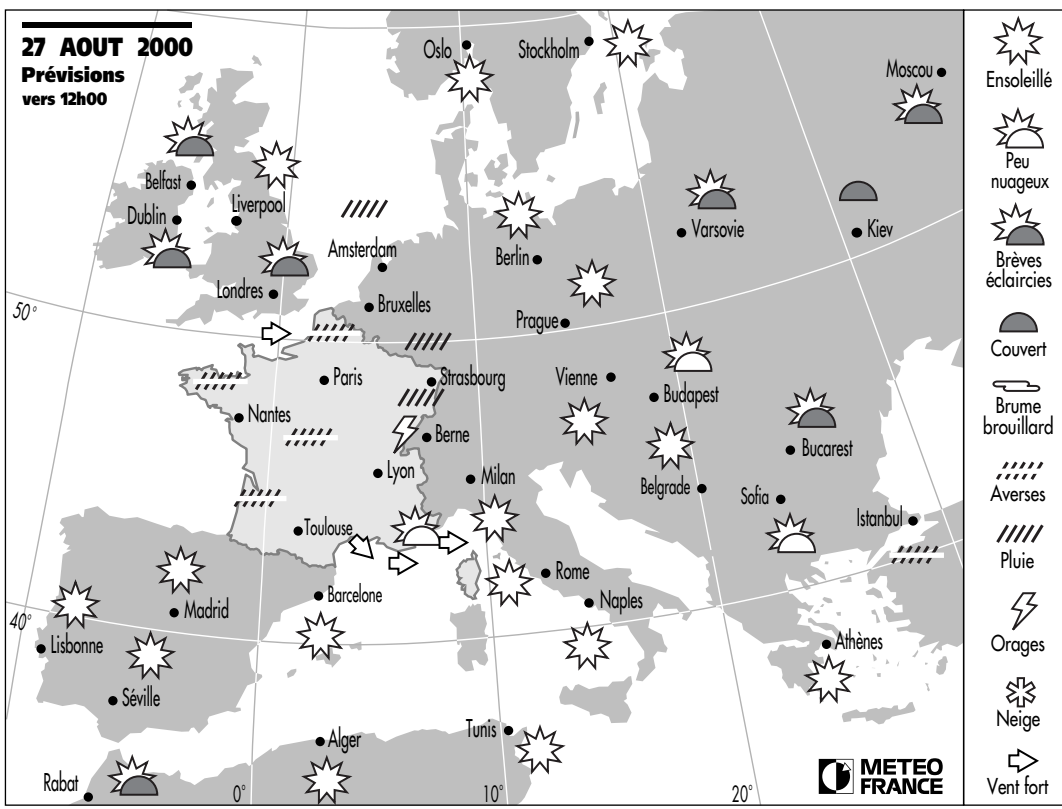 27 AOUT 2000
Prévisions
vers 12h00
Oslo
Stockholm
Moscou
Belfast
Dublin
Liverpool
Amsterdam
Berlin
Varsovie
Kiev
Londres
Bruxelles
50°
Prague
Paris
Strasbourg
Vienne
Budapest
Nantes
Berne
Bucarest
Lyon
Milan
Belgrade
Sofia
Istanbul
Toulouse
Rome
Barcelone
Naples
Madrid
40°
Lisbonne
Athènes
Séville
Tunis
Alger
Rabat
0°
10°
20°
METEO
FRANCE
Ensoleillé
Peu
nuageux
Brèves
éclaircies
Couvert
Brume
brouillard
Averses
Pluie
Orages
Neige
Vent fort